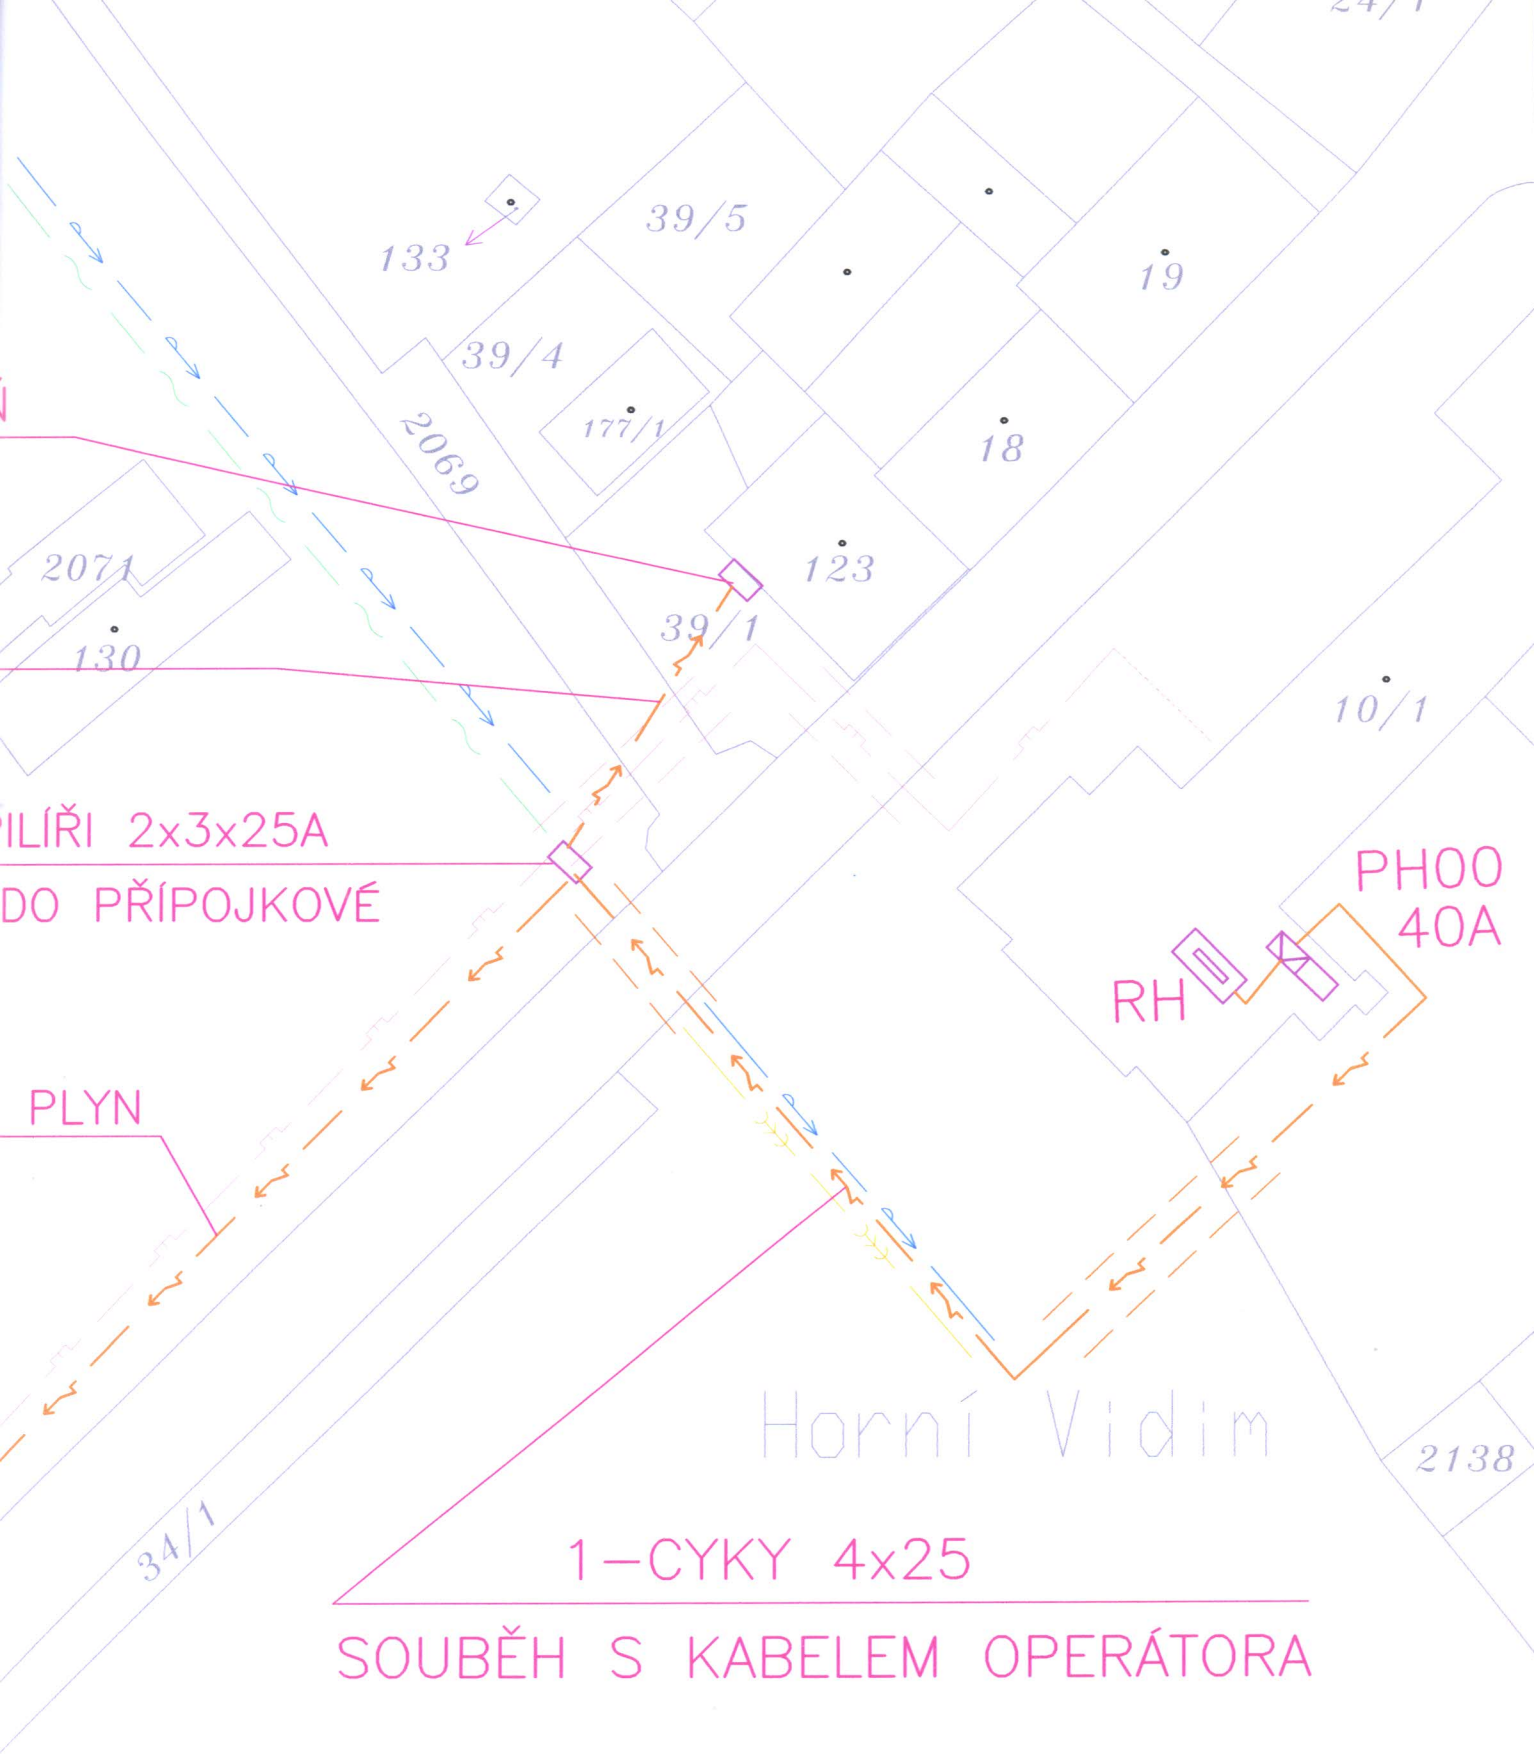 24/1
39/5
133
19
39/4
177/1
2069
18
2071
123
39/1
130
10/1
PILÍŘI 2x3x25A
DO PŘÍPOJKOVÉ
PH00
40A
RH
PLYN
Horní Vidim
2138
34/1
1-CYKY 4x25
SOUBĚH S KABELEM OPERÁTORA